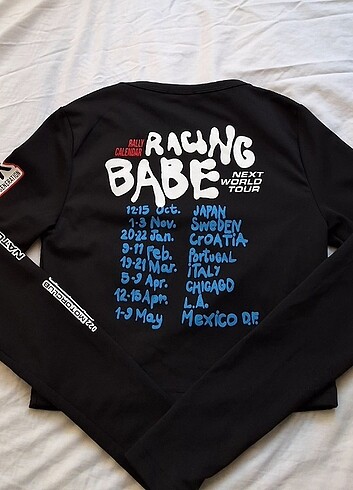 RALLY
CALENDAR
RACING
BABE
NEXT
WORLD
TOUR
12-15 Oct. JAPAN
1-3 Nov. SWEDEN
20-22 Jan. CROATIA
9-11 Feb. PORTUGAL
19-21 Mar. ITALY
5-9 Apr. CHICAGO
12-16 Apr. L.A.
1-9 May MEXICO D.F.